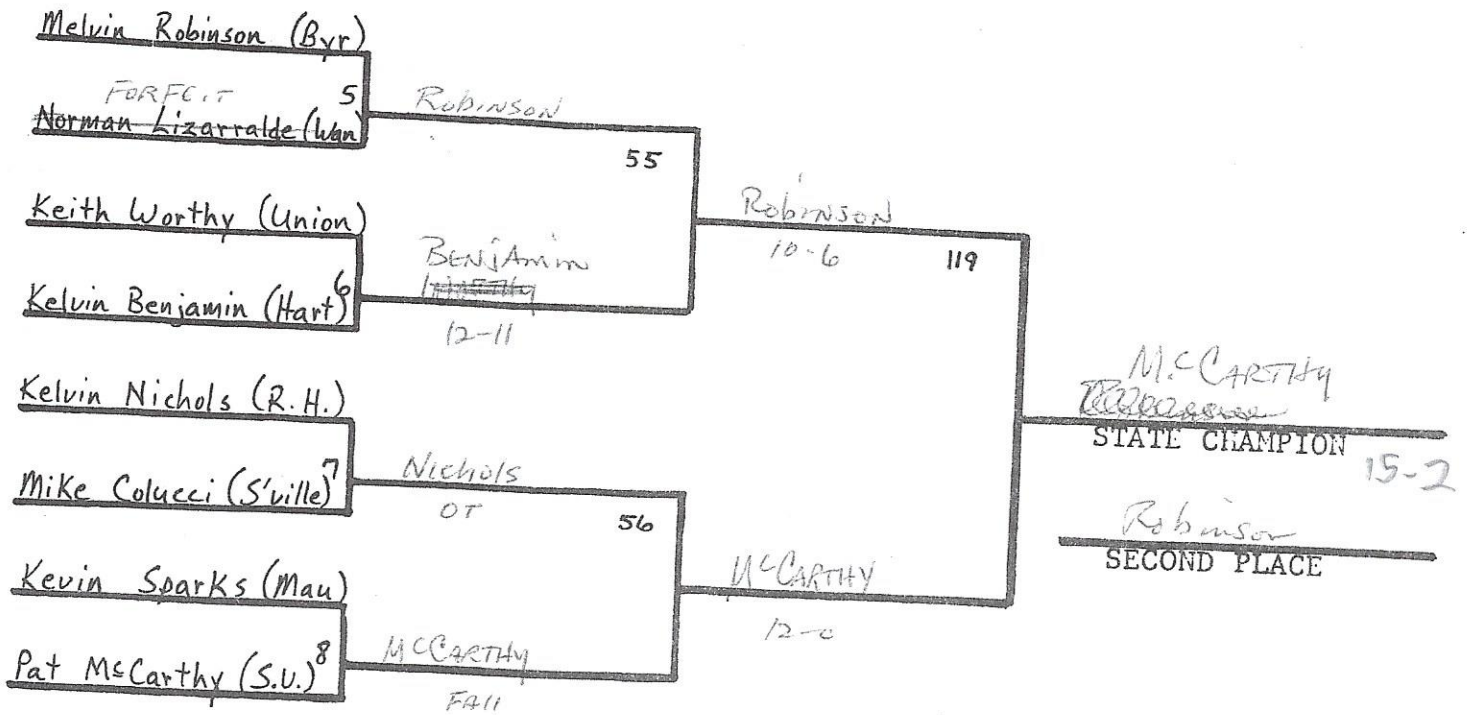 Melvin Robinson (Byr)
FORFEIT 5
Norman Lizarralde (Wan
Robinson
55
Keith Worthy (Union)
Kelvin Benjamin (Hart) 6
BENJAMIN
12-11
Robinson
10-6
119
Kelvin Nichols (R.H.)
Mike Colucci (S'ville) 7
Nichols
OT
56
Kevin Sparks (Mau)
Pat McCarthy (S.V.) 8
McCARTHY
FAll
McCARTHY
12-0
McCARTHY
STATE CHAMPION
15-2
Robinson
SECOND PLACE